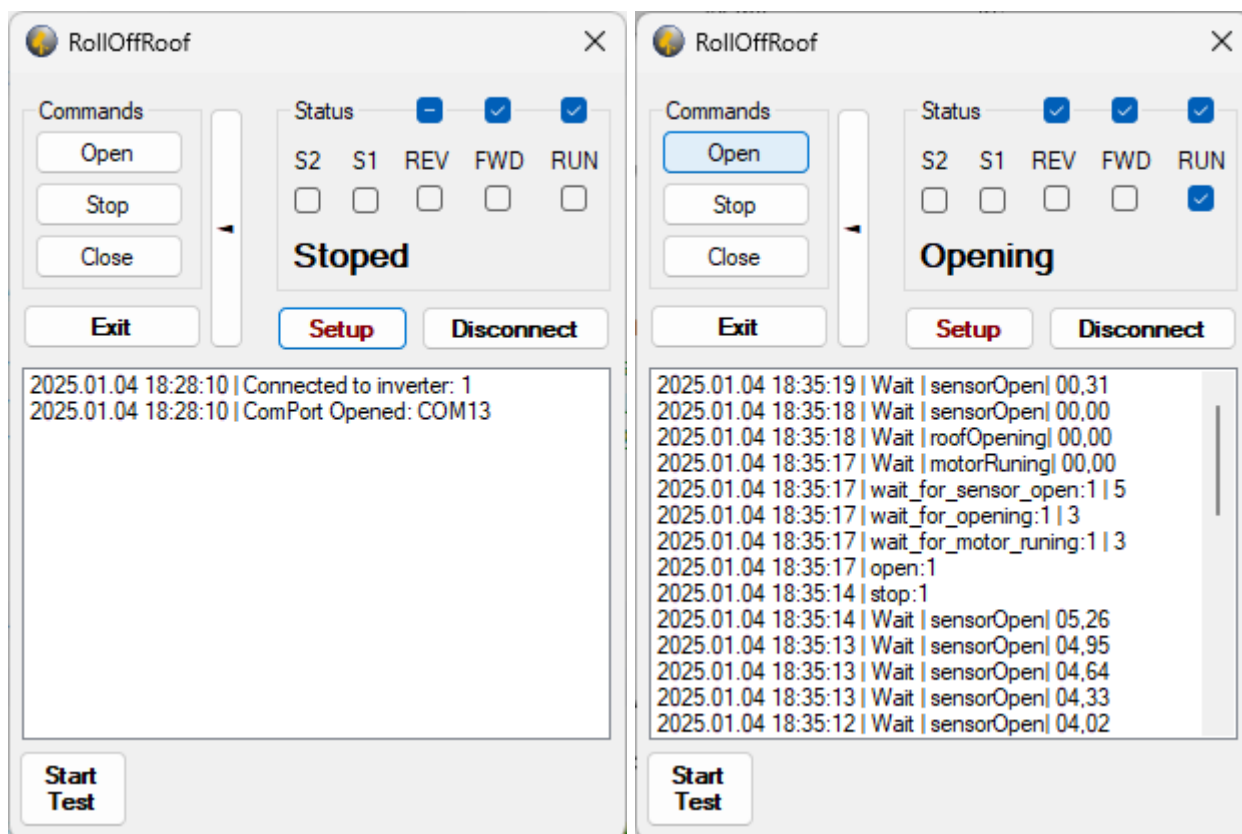 RollOffRoof
Commands
Open
Stop
Close
Exit
Status
S2 S1 REV FWD RUN
Stoped
Setup
Disconnect
2025.01.04 18:28:10 | Connected to inverter: 1
2025.01.04 18:28:10 | ComPort Opened: COM13
Start
Test
RollOffRoof
Commands
Open
Stop
Close
Exit
Status
S2 S1 REV FWD RUN
Opening
Setup
Disconnect
2025.01.04 18:35:19 | Wait | sensorOpen| 00,31
2025.01.04 18:35:18 | Wait | sensorOpen| 00,00
2025.01.04 18:35:18 | Wait | roofOpening| 00,00
2025.01.04 18:35:17 | Wait | motorRuning| 00,00
2025.01.04 18:35:17 | wait_for_sensor_open:1 | 5
2025.01.04 18:35:17 | wait_for_opening:1 | 3
2025.01.04 18:35:17 | wait_for_motor_runing:1 | 3
2025.01.04 18:35:17 | open:1
2025.01.04 18:35:14 | stop:1
2025.01.04 18:35:14 | Wait | sensorOpen| 05,26
2025.01.04 18:35:13 | Wait | sensorOpen| 04,95
2025.01.04 18:35:13 | Wait | sensorOpen| 04,64
2025.01.04 18:35:13 | Wait | sensorOpen| 04,33
2025.01.04 18:35:12 | Wait | sensorOpen| 04,02
Start
Test